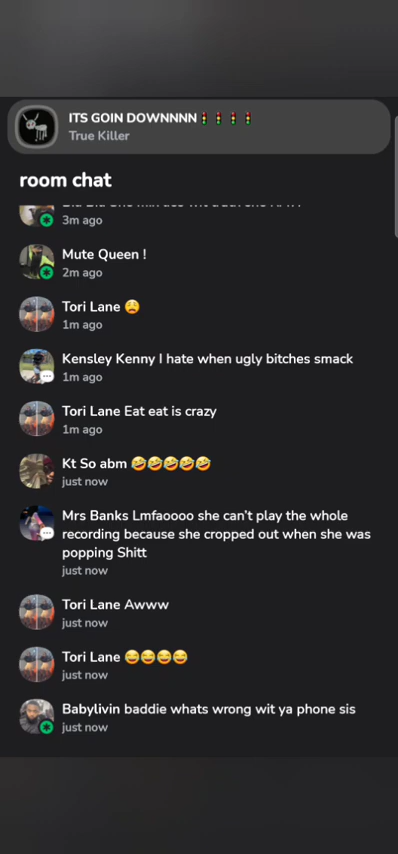 ITS GOIN DOWNNNN🚦🚦🚦🚦
True Killer
room chat
3m ago
Mute Queen !
2m ago
Tori Lane 😩
1m ago
Kensley Kenny I hate when ugly bitches smack
1m ago
Tori Lane Eat eat is crazy
1m ago
Kt So abm 🤣🤣🤣🤣🤣
just now
Mrs Banks Lmfaoooo she can't play the whole
recording because she cropped out when she was
popping Shitt
just now
Tori Lane Awww
just now
Tori Lane 😂😂😂😂
just now
Babylivin baddie whats wrong wit ya phone sis
just now